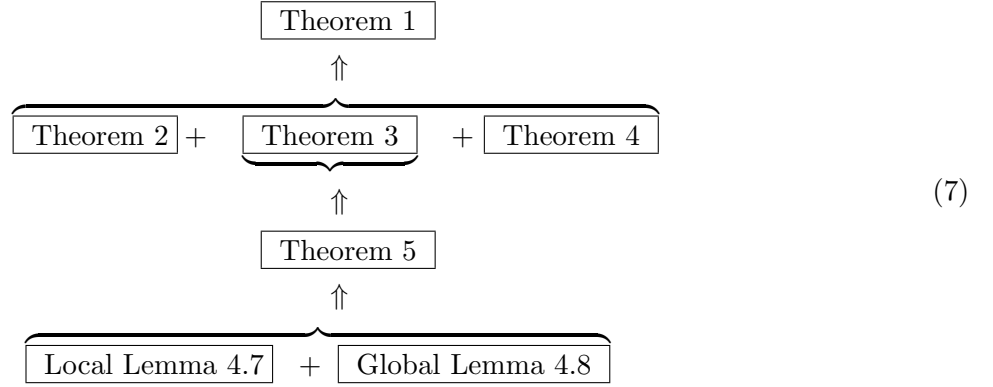 Theorem 1
⇑
Theorem 2 + Theorem 3 + Theorem 4
⇑
(7)
Theorem 5
⇑
Local Lemma 4.7 + Global Lemma 4.8